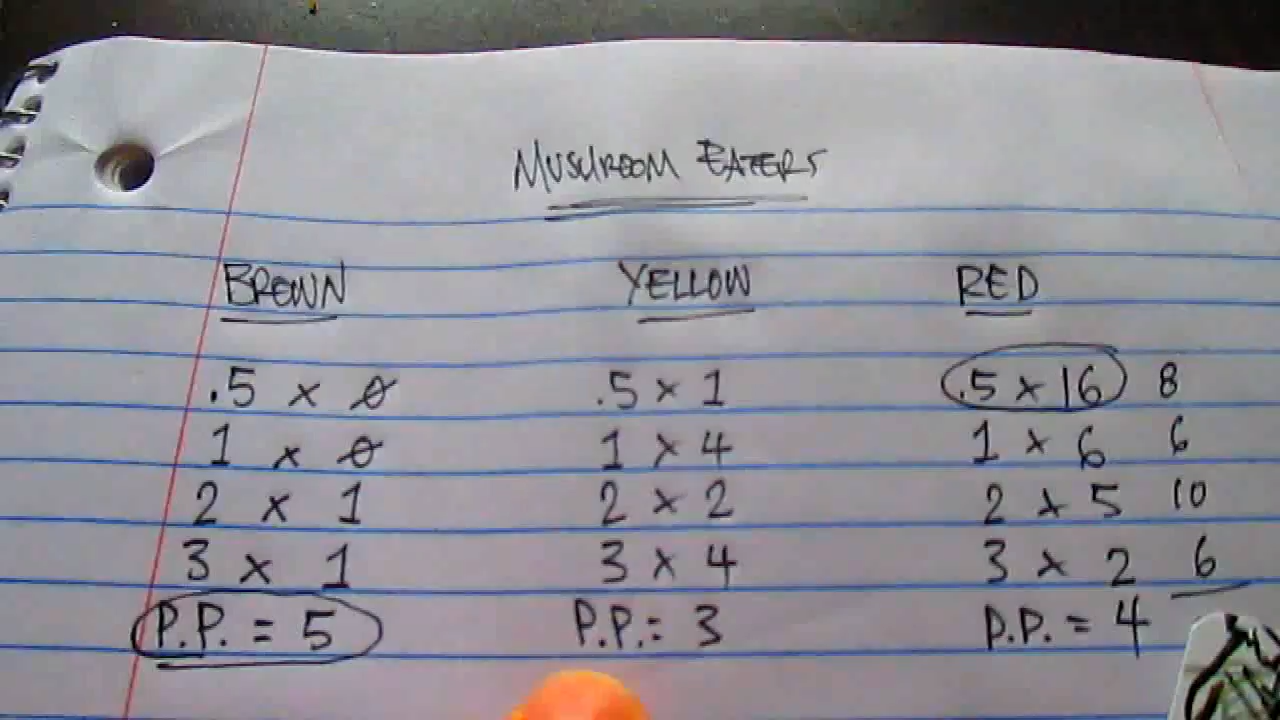 MUSHROOM EATERS
BROWN YELLOW RED
.5 x 0 .5 x 1 .5 x 16 8
1 x 0 1 x 4 1 x 6 6
2 x 1 2 x 2 2 x 5 10
3 x 1 3 x 4 3 x 2 6
P.P. = 5 P.P. = 3 P.P. = 4